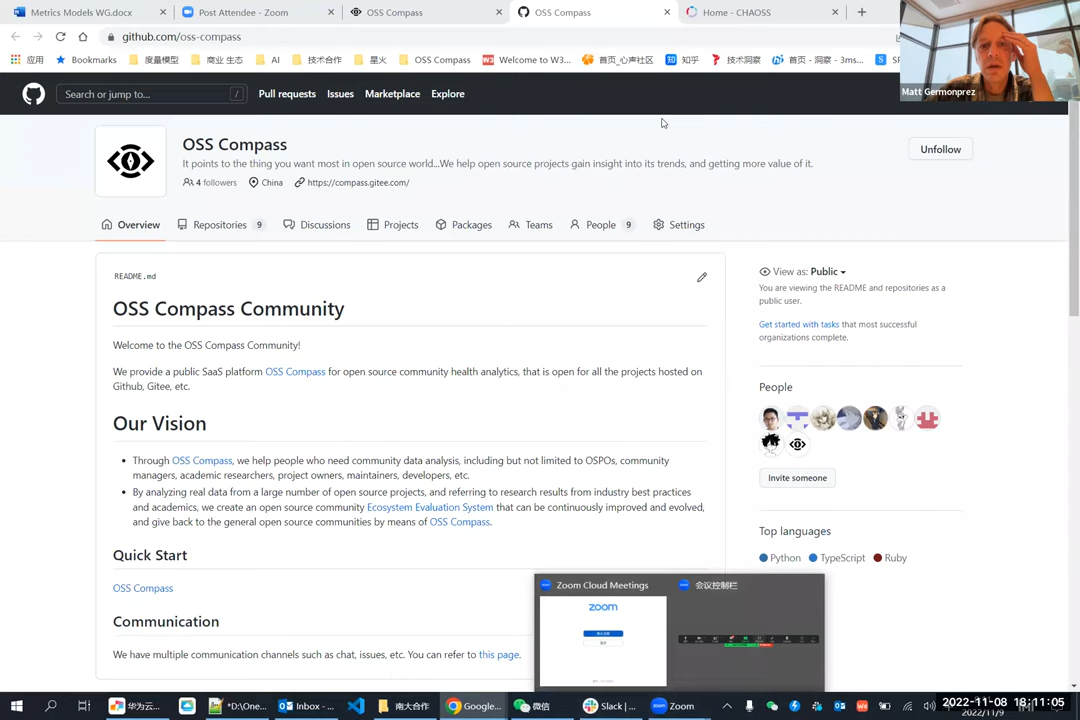 Metrics Models WG.docx
Post Attendee - Zoom
OSS Compass
OSS Compass
Home - CHAOSS
github.com/oss-compass
应用
Bookmarks
度量模型
商业 生态
AI
技术合作
星火
OSS Compass
Welcome to W3...
首页_心声社区
知乎
技术洞察
首页 - 洞察 - 3ms...
Matt Germonprez
Search or jump to...
/
Pull requests
Issues
Marketplace
Explore
OSS Compass
It points to the thing you want most in open source world...We help open source projects gain insight into its trends, and getting more value of it.
4 followers
China
https://compass.gitee.com/
Unfollow
Overview
Repositories 9
Discussions
Projects
Packages
Teams
People 9
Settings
README.md
OSS Compass Community
Welcome to the OSS Compass Community!
We provide a public SaaS platform OSS Compass for open source community health analytics, that is open for all the projects hosted on
Github, Gitee, etc.
Our Vision
Through OSS Compass, we help people who need community data analysis, including but not limited to OSPOs, community
managers, academic researchers, project owners, maintainers, developers, etc.
By analyzing real data from a large number of open source projects, and referring to research results from industry best practices
and academics, we create an open source community Ecosystem Evaluation System that can be continuously improved and evolved,
and give back to the general open source communities by means of OSS Compass.
Quick Start
OSS Compass
Communication
We have multiple communication channels such as chat, issues, etc. You can refer to this page.
View as: Public
You are viewing the README and repositories as a
public user.
Get started with tasks that most successful
organizations complete.
People
Invite someone
Top languages
Python
TypeScript
Ruby
Zoom Cloud Meetings
会议控制栏
zoom
华为云...
*D:\One...
Inbox - ...
南大合作
Google...
微信
Slack | ...
Zoom
2022-11-08 18:11:05
2022/11/9